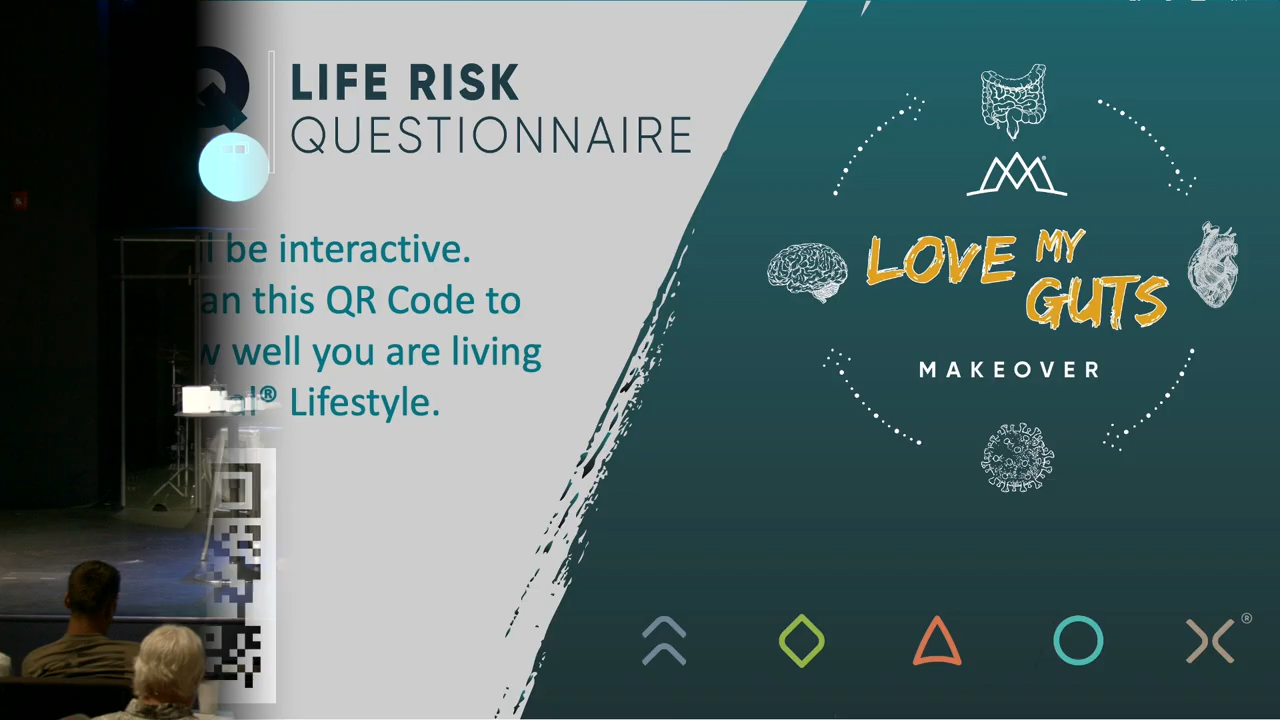 Q
LIFE RISK
QUESTIONNAIRE
be interactive.
this QR Code to
well you are living
® Lifestyle.
LOVE MY
GUTS
MAKEOVER
®